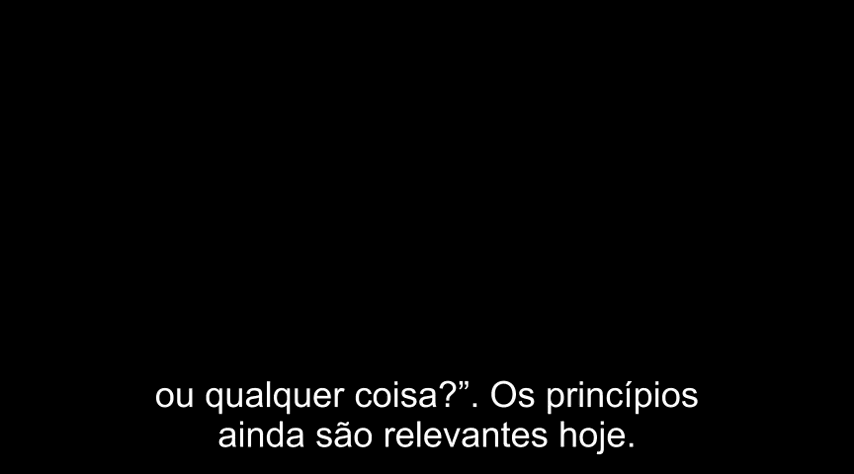 ou qualquer coisa?”. Os princípios
ainda são relevantes hoje.